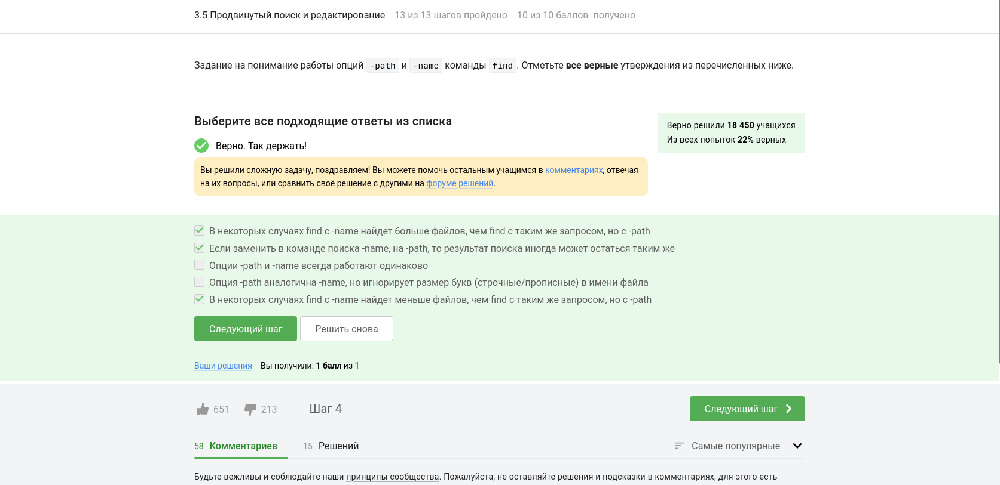 3.5 Продвинутый поиск и редактирование 13 из 13 шагов пройдено 10 из 10 баллов получено
Задание на понимание работы опций -path и -name команды find. Отметьте все верные утверждения из перечисленных ниже.
Выберите все подходящие ответы из списка
Верно решили 18 450 учащихся
Из всех попыток 22% верных
Верно. Так держать!
Вы решили сложную задачу, поздравляем! Вы можете помочь остальным учащимся в комментариях, отвечая
на их вопросы, или сравнить своё решение с другими на форуме решений.
В некоторых случаях find с -name найдет больше файлов, чем find с таким же запросом, но с -path
Если заменить в команде поиска -name, на -path, то результат поиска иногда может остаться таким же
Опции -path и -name всегда работают одинаково
Опция -path аналогична -name, но игнорирует размер букв (строчные/прописные) в имени файла
В некоторых случаях find с -name найдет меньше файлов, чем find с таким же запросом, но с -path
Следующий шаг Решить снова
Ваши решения Вы получили: 1 балл из 1
651 213 Шаг 4 Следующий шаг
58 Комментариев 15 Решений Самые популярные
Будьте вежливы и соблюдайте наши принципы сообщества. Пожалуйста, не оставляйте решения и подсказки в комментариях, для этого есть